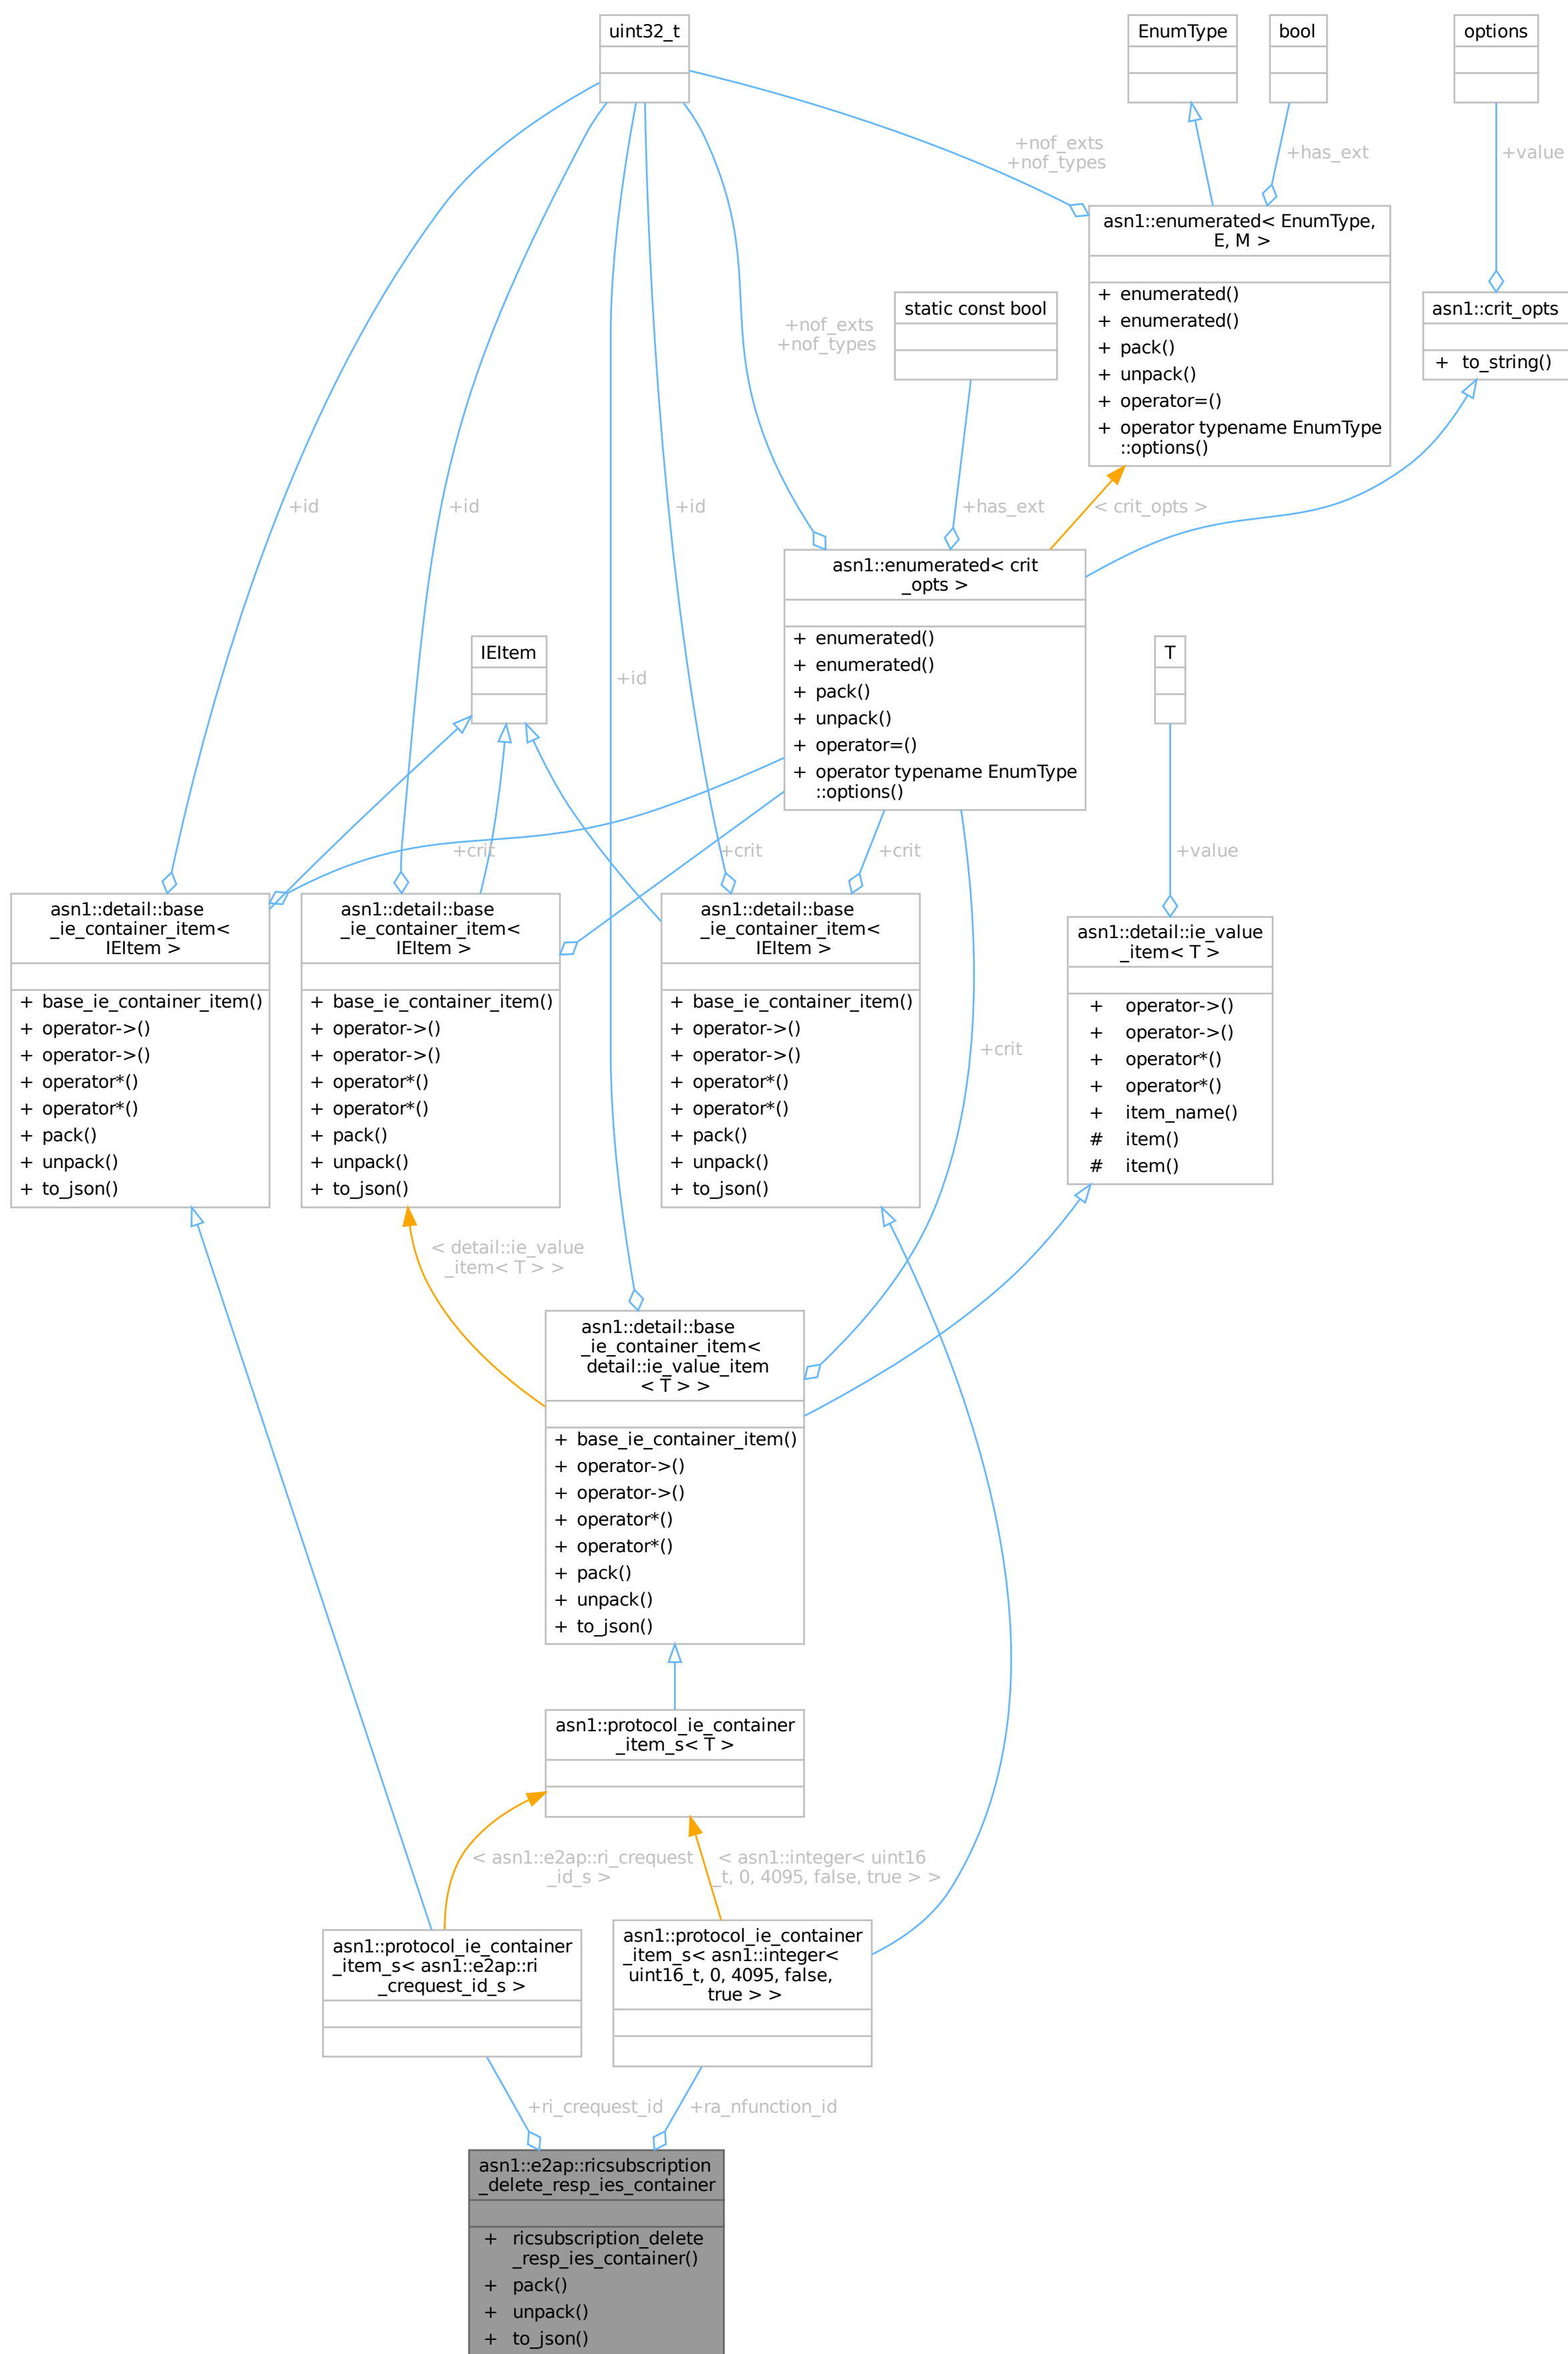 uint32_t
EnumType
bool
options
+nof_exts
+nof_types
+has_ext
+value
asn1::enumerated< EnumType,
E, M >
+ enumerated()
+ enumerated()
+ pack()
+ unpack()
+ operator=()
+ operator typename EnumType
::options()
static const bool
asn1::crit_opts
+ to_string()
+nof_exts
+nof_types
+id
+id
+id
+has_ext
< crit_opts >
asn1::enumerated< crit
_opts >
+ enumerated()
+ enumerated()
+ pack()
+ unpack()
+ operator=()
+ operator typename EnumType
::options()
IEItem
T
+id
+crit
+crit
+crit
+value
asn1::detail::base
_ie_container_item<
IEItem >
+ base_ie_container_item()
+ operator->()
+ operator->()
+ operator*()
+ operator*()
+ pack()
+ unpack()
+ to_json()
asn1::detail::base
_ie_container_item<
IEItem >
+ base_ie_container_item()
+ operator->()
+ operator->()
+ operator*()
+ operator*()
+ pack()
+ unpack()
+ to_json()
asn1::detail::base
_ie_container_item<
IEItem >
+ base_ie_container_item()
+ operator->()
+ operator->()
+ operator*()
+ operator*()
+ pack()
+ unpack()
+ to_json()
+crit
asn1::detail::ie_value
_item< T >
+ operator->()
+ operator->()
+ operator*()
+ operator*()
+ item_name()
# item()
# item()
< detail::ie_value
_item< T > >
asn1::detail::base
_ie_container_item<
detail::ie_value_item
< T > >
+ base_ie_container_item()
+ operator->()
+ operator->()
+ operator*()
+ operator*()
+ pack()
+ unpack()
+ to_json()
asn1::protocol_ie_container
_item_s< T >
< asn1::e2ap::ri_crequest
_id_s >
< asn1::integer< uint16
_t, 0, 4095, false, true > >
asn1::protocol_ie_container
_item_s< asn1::e2ap::ri
_crequest_id_s >
asn1::protocol_ie_container
_item_s< asn1::integer<
uint16_t, 0, 4095, false,
true > >
+ri_crequest_id
+ra_nfunction_id
asn1::e2ap::ricsubscription
_delete_resp_ies_container
+ ricsubscription_delete
_resp_ies_container()
+ pack()
+ unpack()
+ to_json()